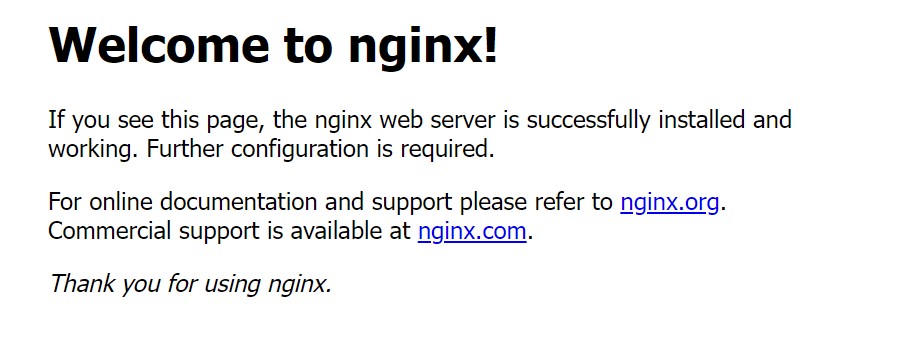 Welcome to nginx!
If you see this page, the nginx web server is successfully installed and
working. Further configuration is required.
For online documentation and support please refer to nginx.org.
Commercial support is available at nginx.com.
Thank you for using nginx.